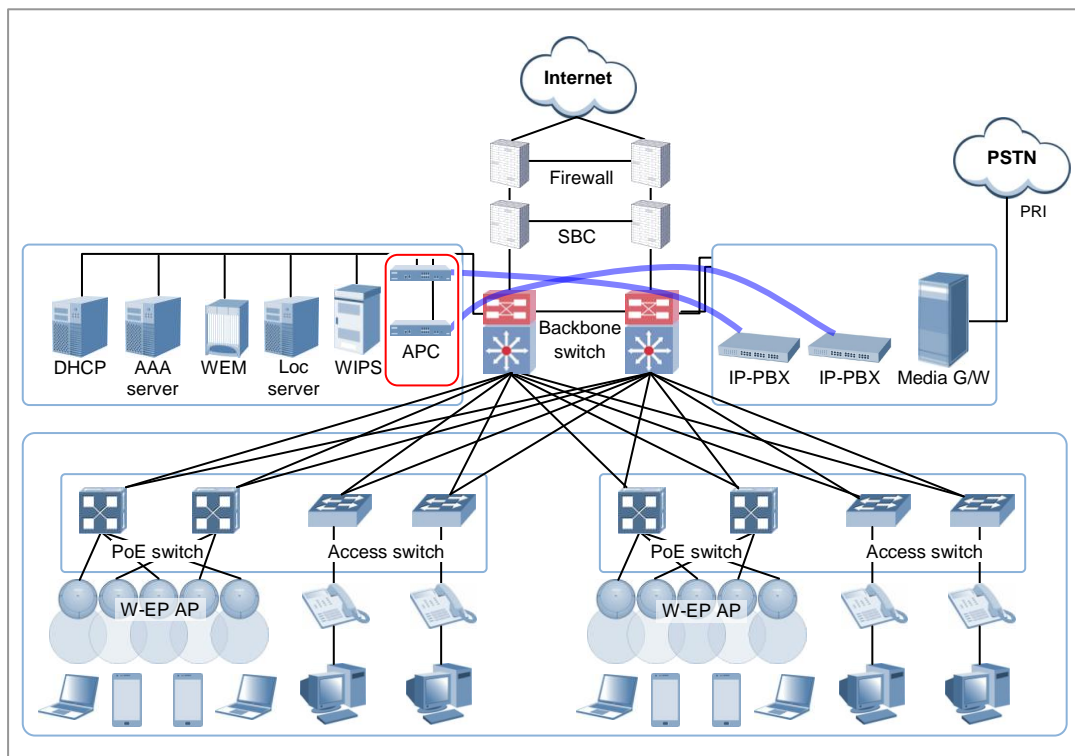 Internet
PSTN
Firewall
PRI
SBC
Backbone
switch
APC
DHCP
AAA
server
WEM
Loc
server
WIPS
IP-PBX
IP-PBX
Media G/W
PoE switch
Access switch
PoE switch
Access switch
W-EP AP
W-EP AP